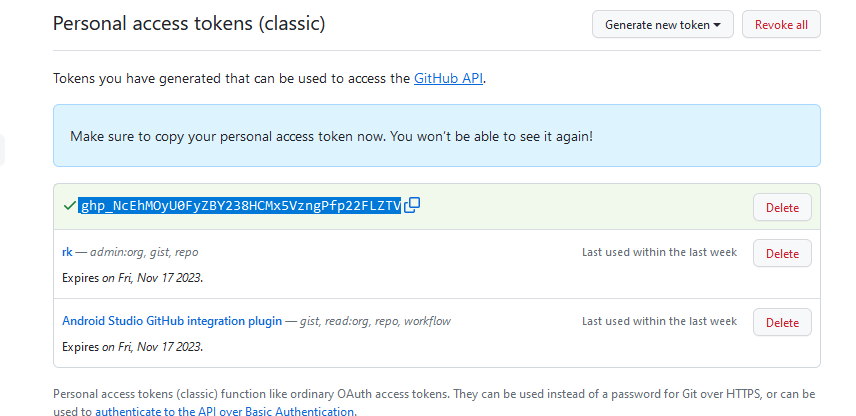 Personal access tokens (classic)
Generate new token
Revoke all
Tokens you have generated that can be used to access the GitHub API.
Make sure to copy your personal access token now. You won't be able to see it again!
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
Delete
rk — admin:org, gist, repo
Last used within the last week
Delete
Expires on Fri, Nov 17 2023.
Android Studio GitHub integration plugin — gist, read:org, repo, workflow
Last used within the last week
Delete
Expires on Fri, Nov 17 2023.
Personal access tokens (classic) function like ordinary OAuth access tokens. They can be used instead of a password for Git over HTTPS, or can be
used to authenticate to the API over Basic Authentication.